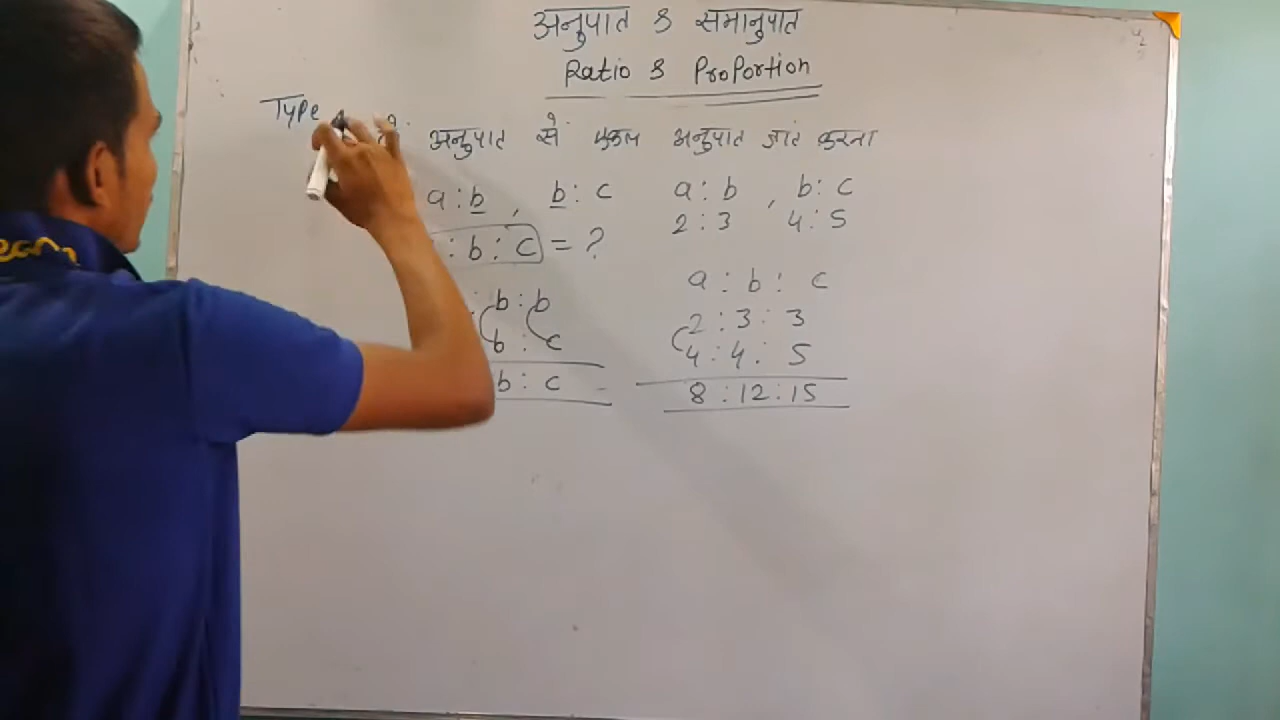 अनुपात & समानुपात
Ratio & Proportion
Type
अनुपात से एकल अनुपात ज्ञात करना
a : b , b : c
: b : c = ?
: b : b
b : c
b : c
a : b , b : c
2 : 3 4 : 5
a : b : c
2 : 3 : 3
4 : 4 : 5
8 : 12 : 15